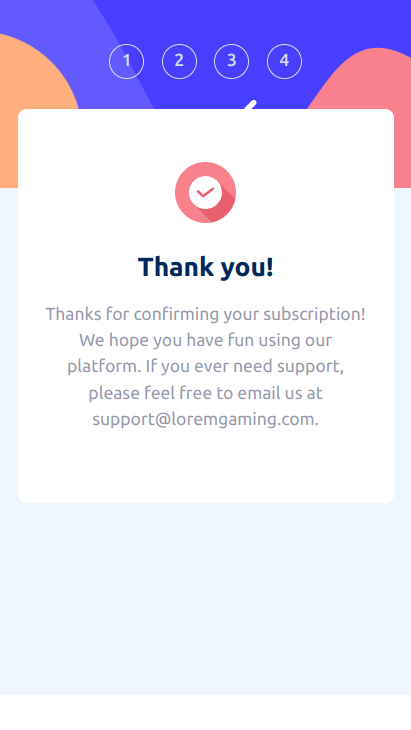 1 2 3 4
Thank you!
Thanks for confirming your subscription!
We hope you have fun using our
platform. If you ever need support,
please feel free to email us at
support@loremgaming.com.